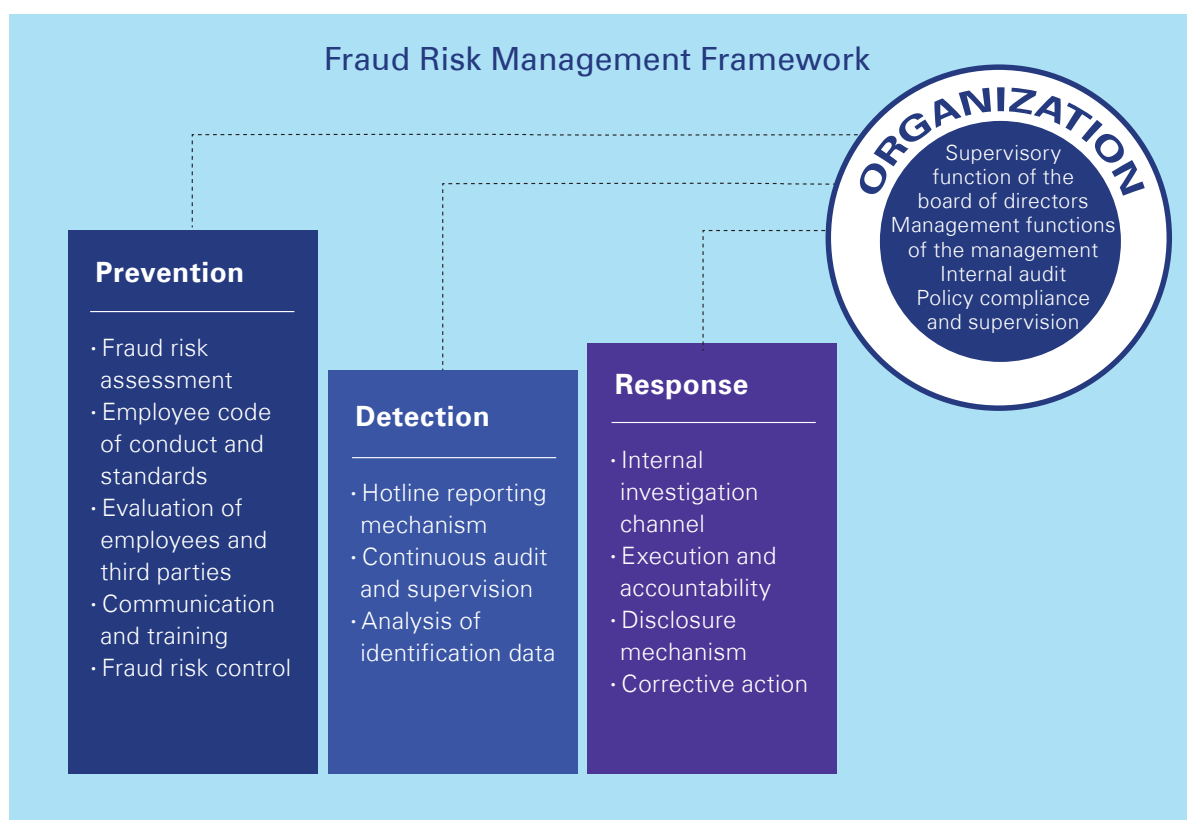 Fraud Risk Management Framework
ORGANIZATION
Supervisory
function of the
board of directors
Management functions
of the management
Internal audit
Policy compliance
and supervision
Prevention
· Fraud risk
assessment
· Employee code
of conduct and
standards
· Evaluation of
employees and
third parties
· Communication
and training
· Fraud risk control
Detection
· Hotline reporting
mechanism
· Continuous audit
and supervision
· Analysis of
identification data
Response
· Internal
investigation
channel
· Execution and
accountability
· Disclosure
mechanism
· Corrective action